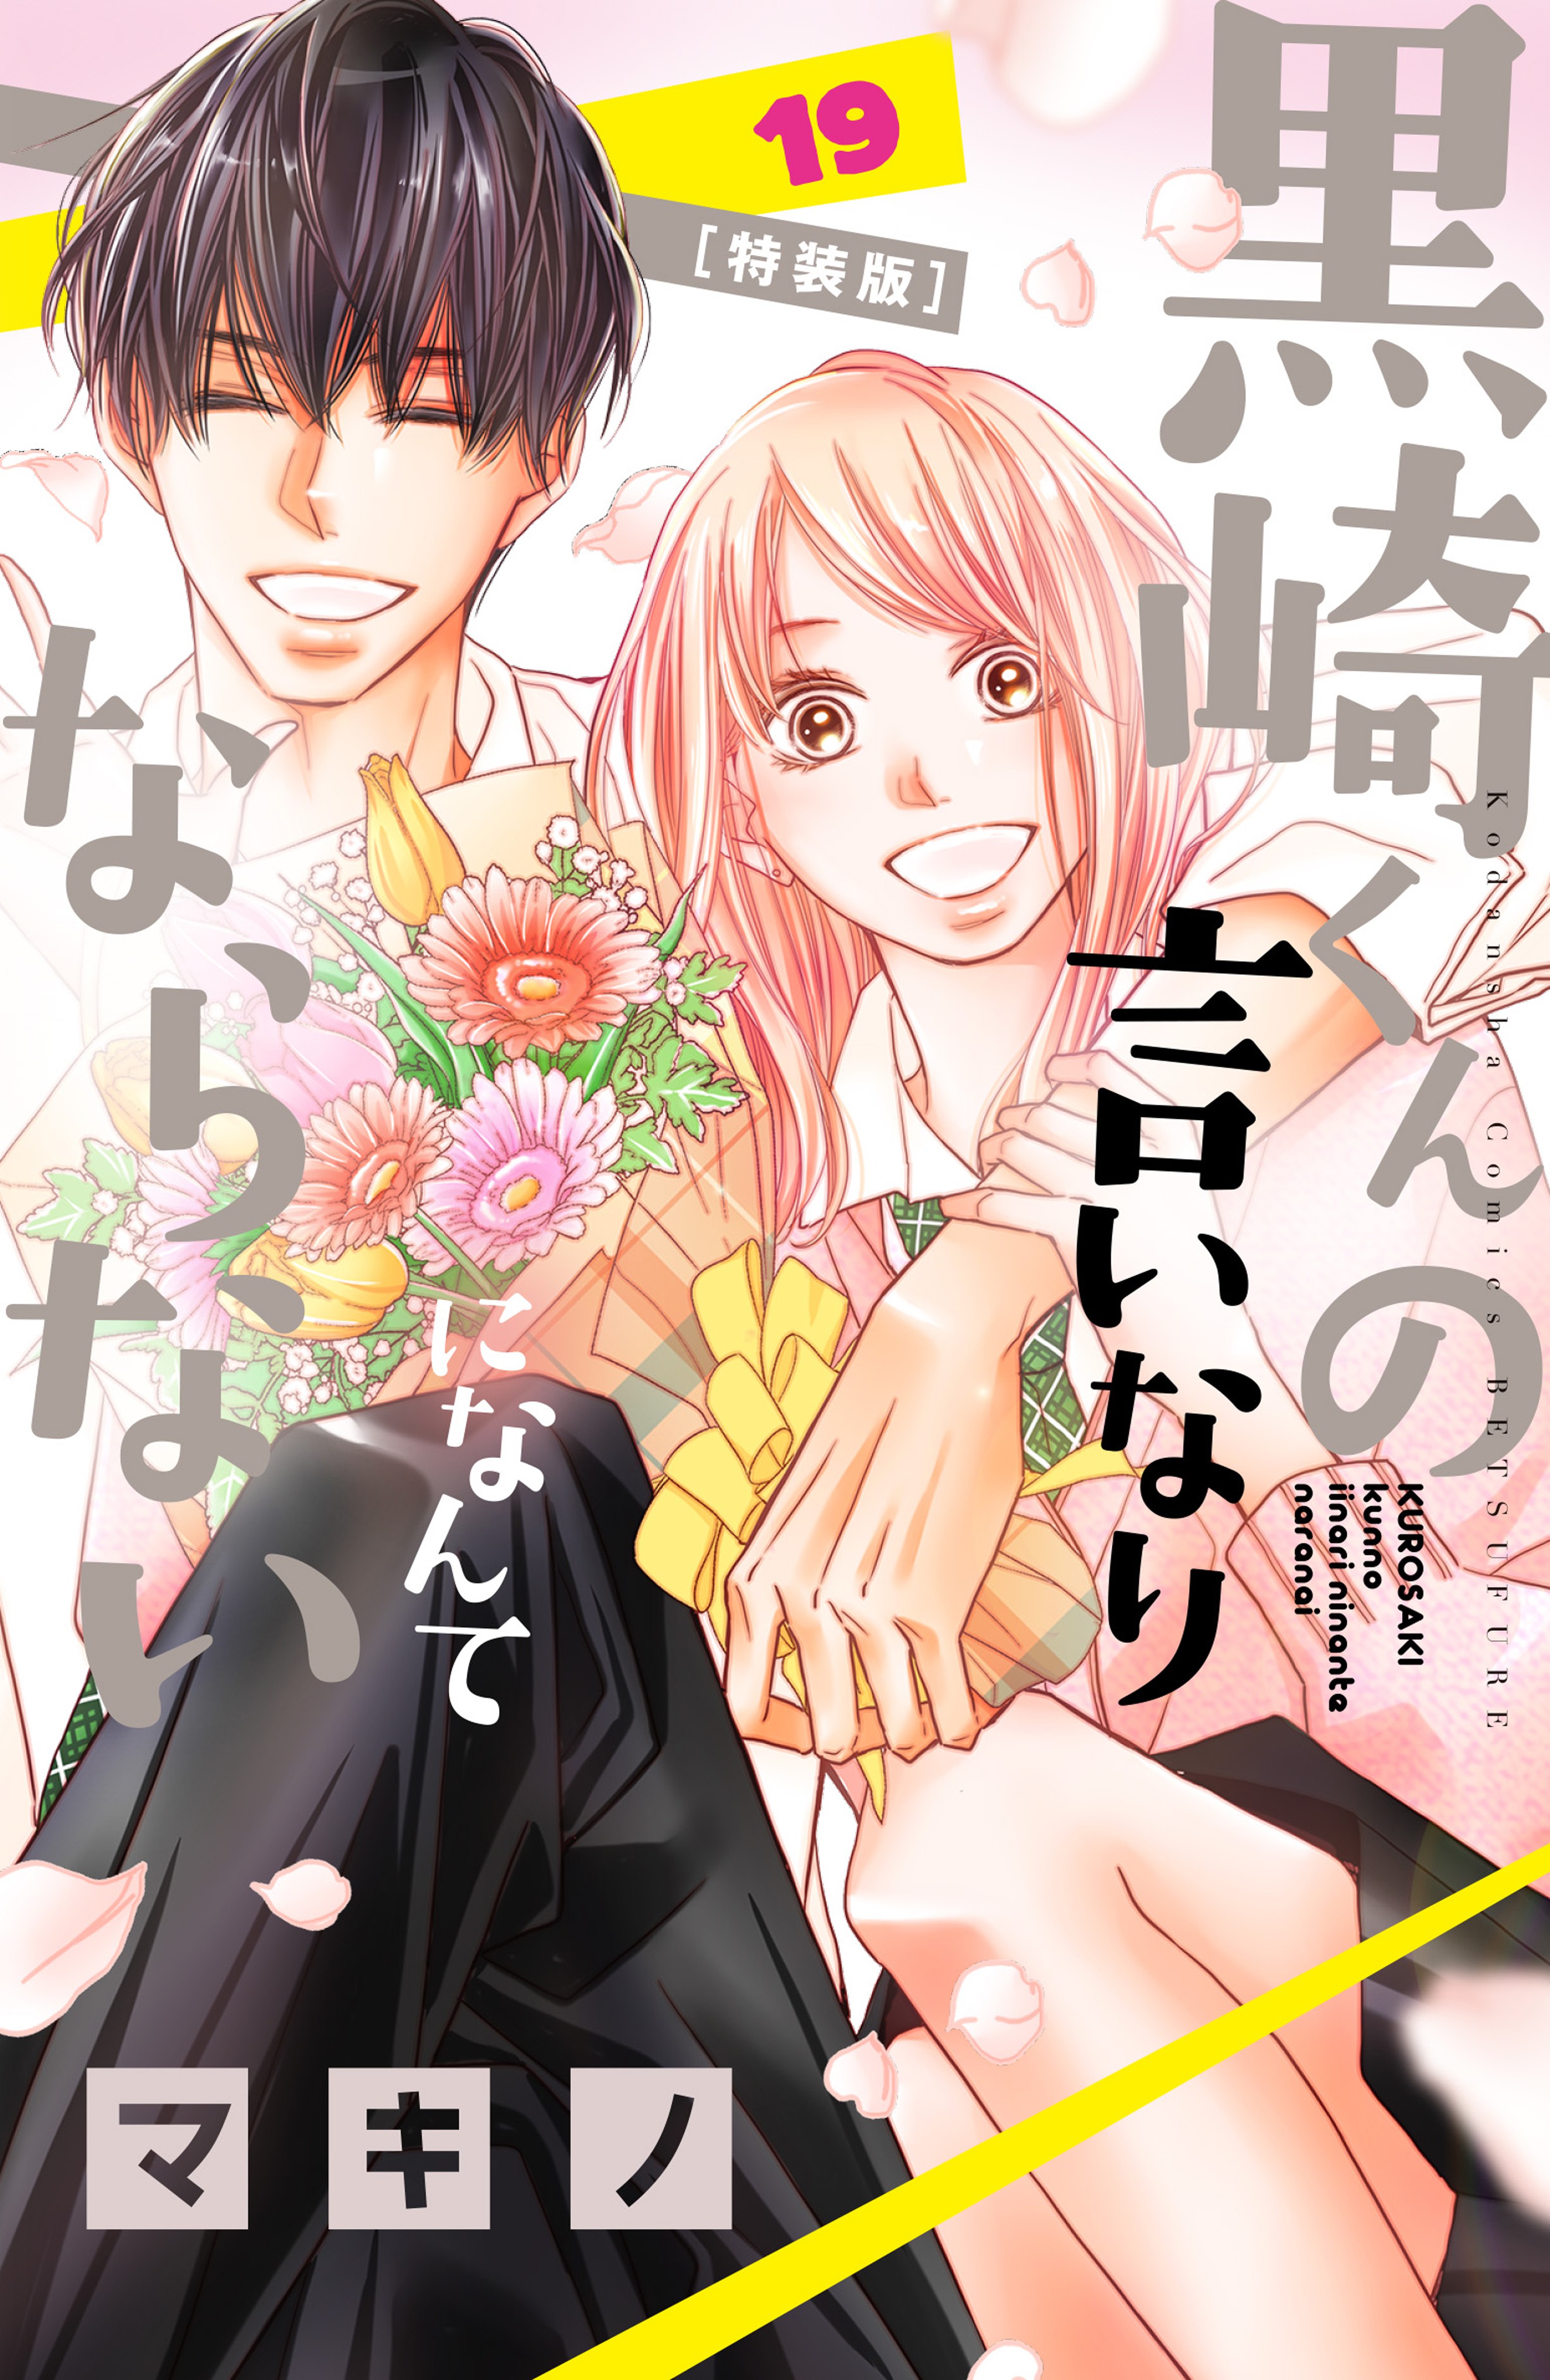 黒崎くんの
言いなり
になんて
ならない
19
[特装版]
KUROSAKI
kunno
iinari ninante
naranai
Kodansha Comics BETSUFURE
マキノ